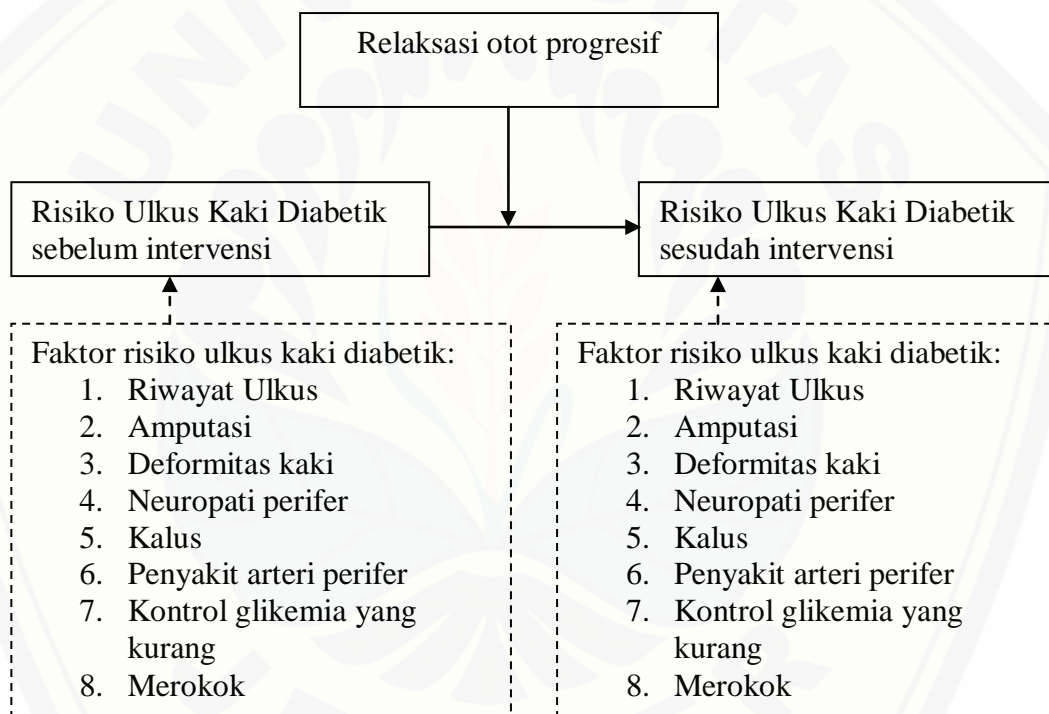 Relaksasi otot progresif
Risiko Ulkus Kaki Diabetik
sebelum intervensi
Risiko Ulkus Kaki Diabetik
sesudah intervensi
Faktor risiko ulkus kaki diabetik:
1. Riwayat Ulkus
2. Amputasi
3. Deformitas kaki
4. Neuropati perifer
5. Kalus
6. Penyakit arteri perifer
7. Kontrol glikemia yang
kurang
8. Merokok
Faktor risiko ulkus kaki diabetik:
1. Riwayat Ulkus
2. Amputasi
3. Deformitas kaki
4. Neuropati perifer
5. Kalus
6. Penyakit arteri perifer
7. Kontrol glikemia yang
kurang
8. Merokok